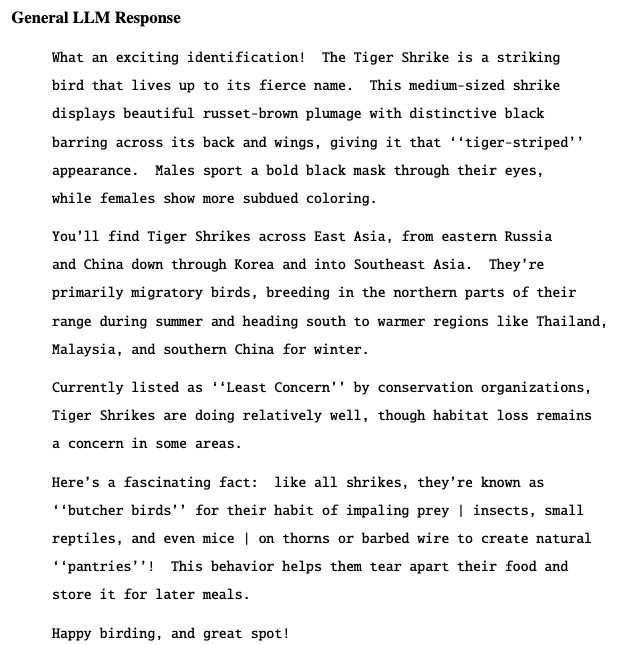 General LLM Response
What an exciting identification!  The Tiger Shrike is a striking
bird that lives up to its fierce name.  This medium-sized shrike
displays beautiful russet-brown plumage with distinctive black
barring across its back and wings, giving it that ‘‘tiger-striped’’
appearance.  Males sport a bold black mask through their eyes,
while females show more subdued coloring.
You’ll find Tiger Shrikes across East Asia, from eastern Russia
and China down through Korea and into Southeast Asia.  They’re
primarily migratory birds, breeding in the northern parts of their
range during summer and heading south to warmer regions like Thailand,
Malaysia, and southern China for winter.
Currently listed as ‘‘Least Concern’’ by conservation organizations,
Tiger Shrikes are doing relatively well, though habitat loss remains
a concern in some areas.
Here’s a fascinating fact:  like all shrikes, they’re known as
‘‘butcher birds’’ for their habit of impaling prey | insects, small
reptiles, and even mice | on thorns or barbed wire to create natural
‘‘pantries’’!  This behavior helps them tear apart their food and
store it for later meals.
Happy birding, and great spot!